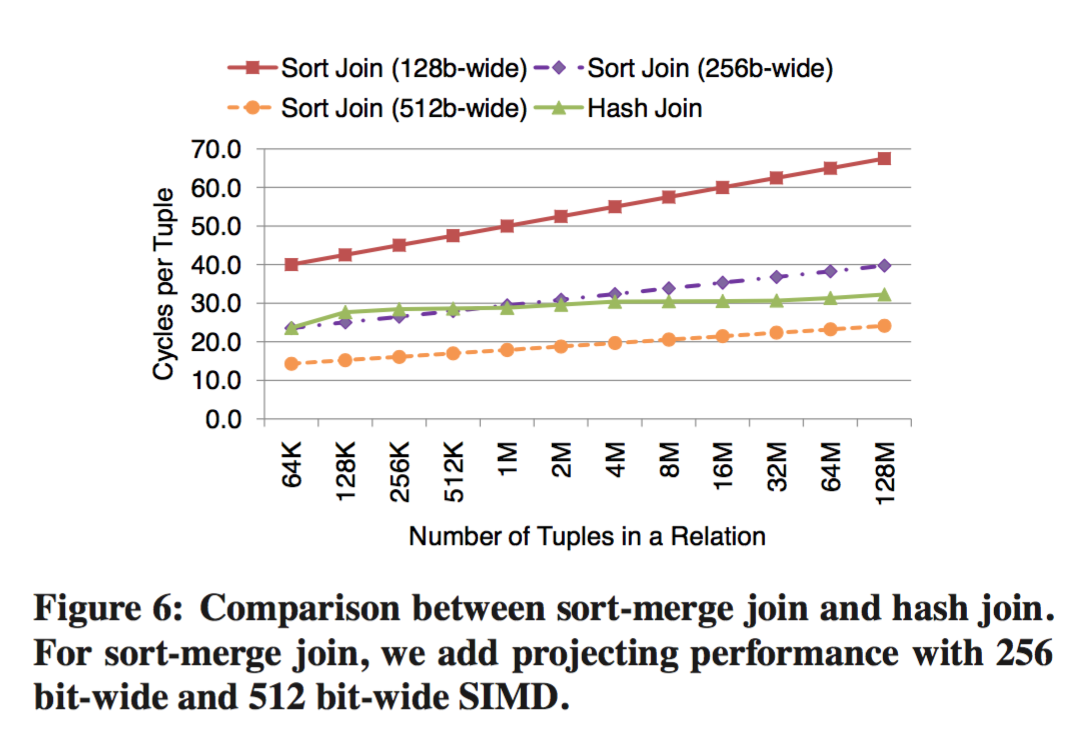 Sort Join (128b-wide) Sort Join (256b-wide)
Sort Join (512b-wide) Hash Join
70.0
60.0
50.0
40.0
30.0
20.0
10.0
0.0
Cycles per Tuple
64K 128K 256K 512K 1M 2M 4M 8M 16M 32M 64M 128M
Number of Tuples in a Relation
Figure 6: Comparison between sort-merge join and hash join.
For sort-merge join, we add projecting performance with 256
bit-wide and 512 bit-wide SIMD.